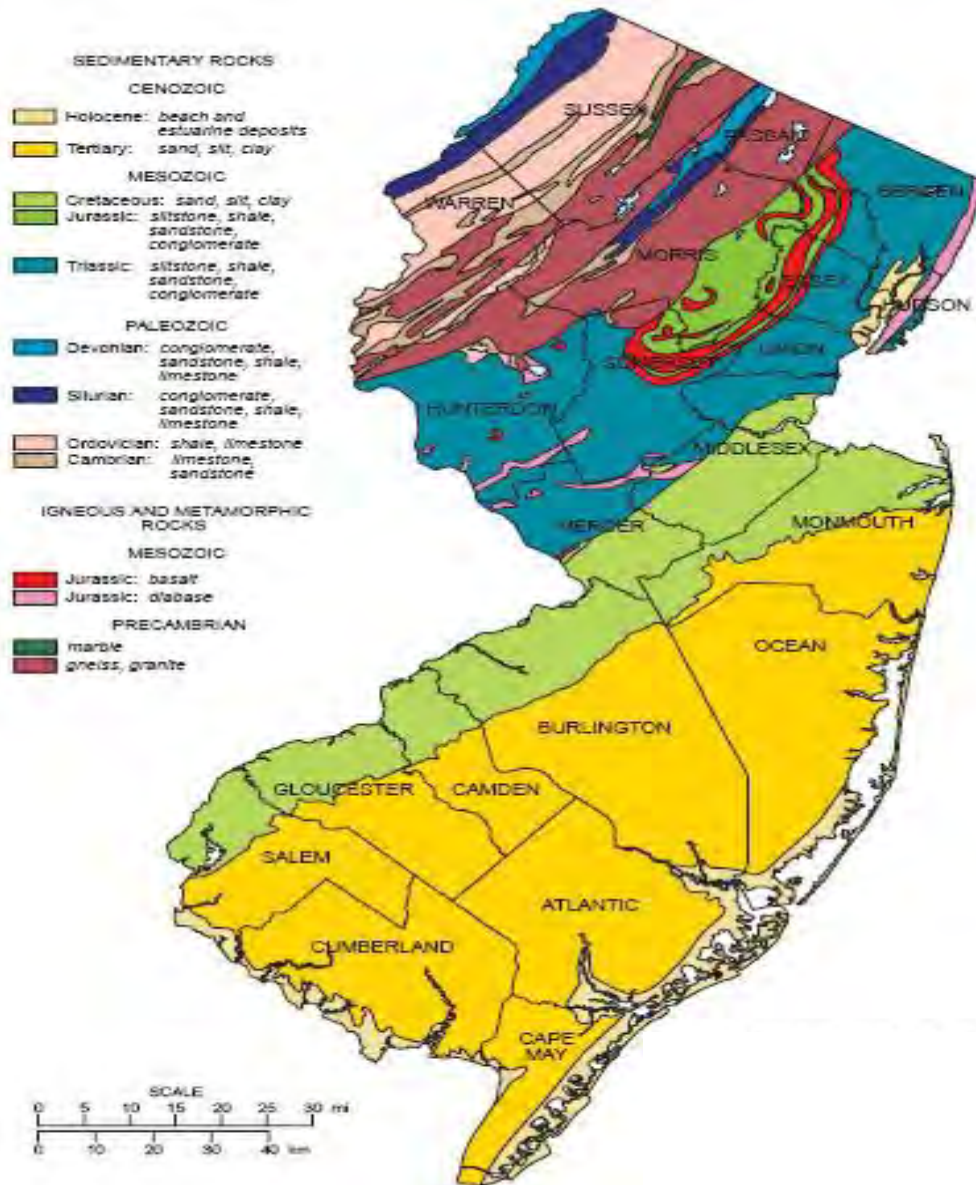 SEDIMENTARY ROCKS
CENOZOIC
Holocene: beach and
estuarine deposits
Tertiary: sand, silt, clay
MESOZOIC
Cretaceous: sand, silt, clay
Jurassic: siltstone, shale,
sandstone,
conglomerate
Triassic: siltstone, shale,
sandstone,
conglomerate
PALEOZOIC
Devonian: conglomerate,
sandstone, shale,
limestone
Silurian: conglomerate,
sandstone, shale,
limestone
Ordovician: shale, limestone
Cambrian: limestone,
sandstone
IGNEOUS AND METAMORPHIC
ROCKS
MESOZOIC
Jurassic: basalt
Jurassic: diabase
PRECAMBRIAN
marble
gneiss, granite
SUSSEX
PASSAIC
BERGEN
WARREN
MORRIS
ESSEX
HUDSON
SOMERSET
UNION
HUNTERDON
MIDDLESEX
MERCER
MONMOUTH
OCEAN
BURLINGTON
GLOUCESTER
CAMDEN
SALEM
ATLANTIC
CUMBERLAND
CAPE
MAY
SCALE
0 5 10 15 20 25 30 mi
0 10 20 30 40 km